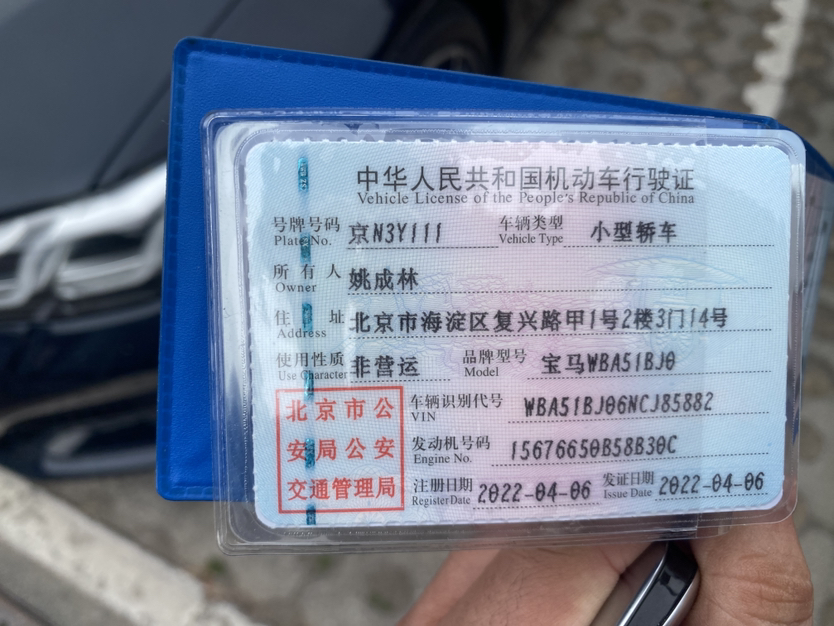 中华人民共和国机动车行驶证
Vehicle License of the People's Republic of China
号牌号码 京N3Y111 车辆类型 小型轿车
Plate No. Vehicle Type
所有人 姚成林
Owner
住址 北京市海淀区复兴路甲1号2楼3门14号
Address
使用性质 非营运 品牌型号 宝马WBA51BJ0
Use Character Model
北京市公
安局公安
交通管理局
车辆识别代号 WBA51BJ06NCJ85882
VIN
发动机号码 15676650B58B30C
Engine No.
注册日期 2022-04-06 发证日期 2022-04-06
Register Date Issue Date